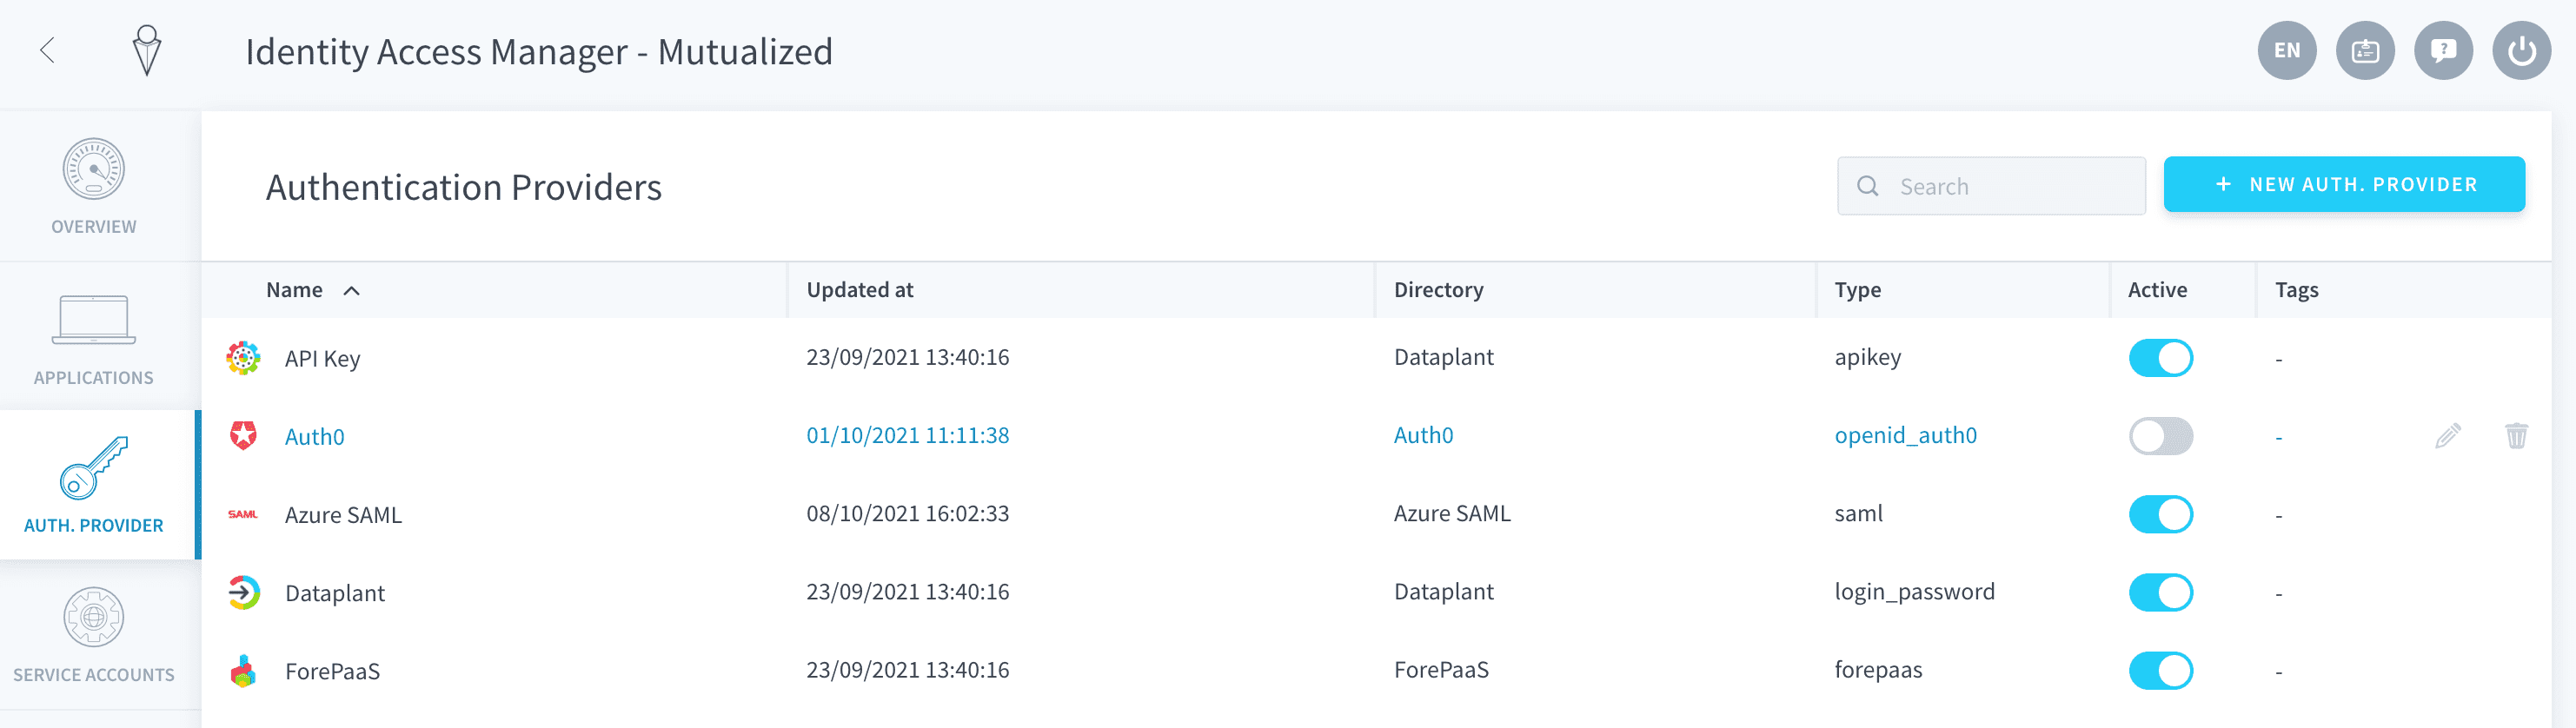 Identity Access Manager - Mutualized
EN
?
OVERVIEW
APPLICATIONS
AUTH. PROVIDER
SERVICE ACCOUNTS
Authentication Providers
Search
+ NEW AUTH. PROVIDER
Name Updated at Directory Type Active Tags
API Key 23/09/2021 13:40:16 Dataplant apikey -
Auth0 01/10/2021 11:11:38 Auth0 openid_auth0 -
SAML Azure SAML 08/10/2021 16:02:33 Azure SAML saml -
Dataplant 23/09/2021 13:40:16 Dataplant login_password -
ForePaaS 23/09/2021 13:40:16 ForePaaS forepaas -